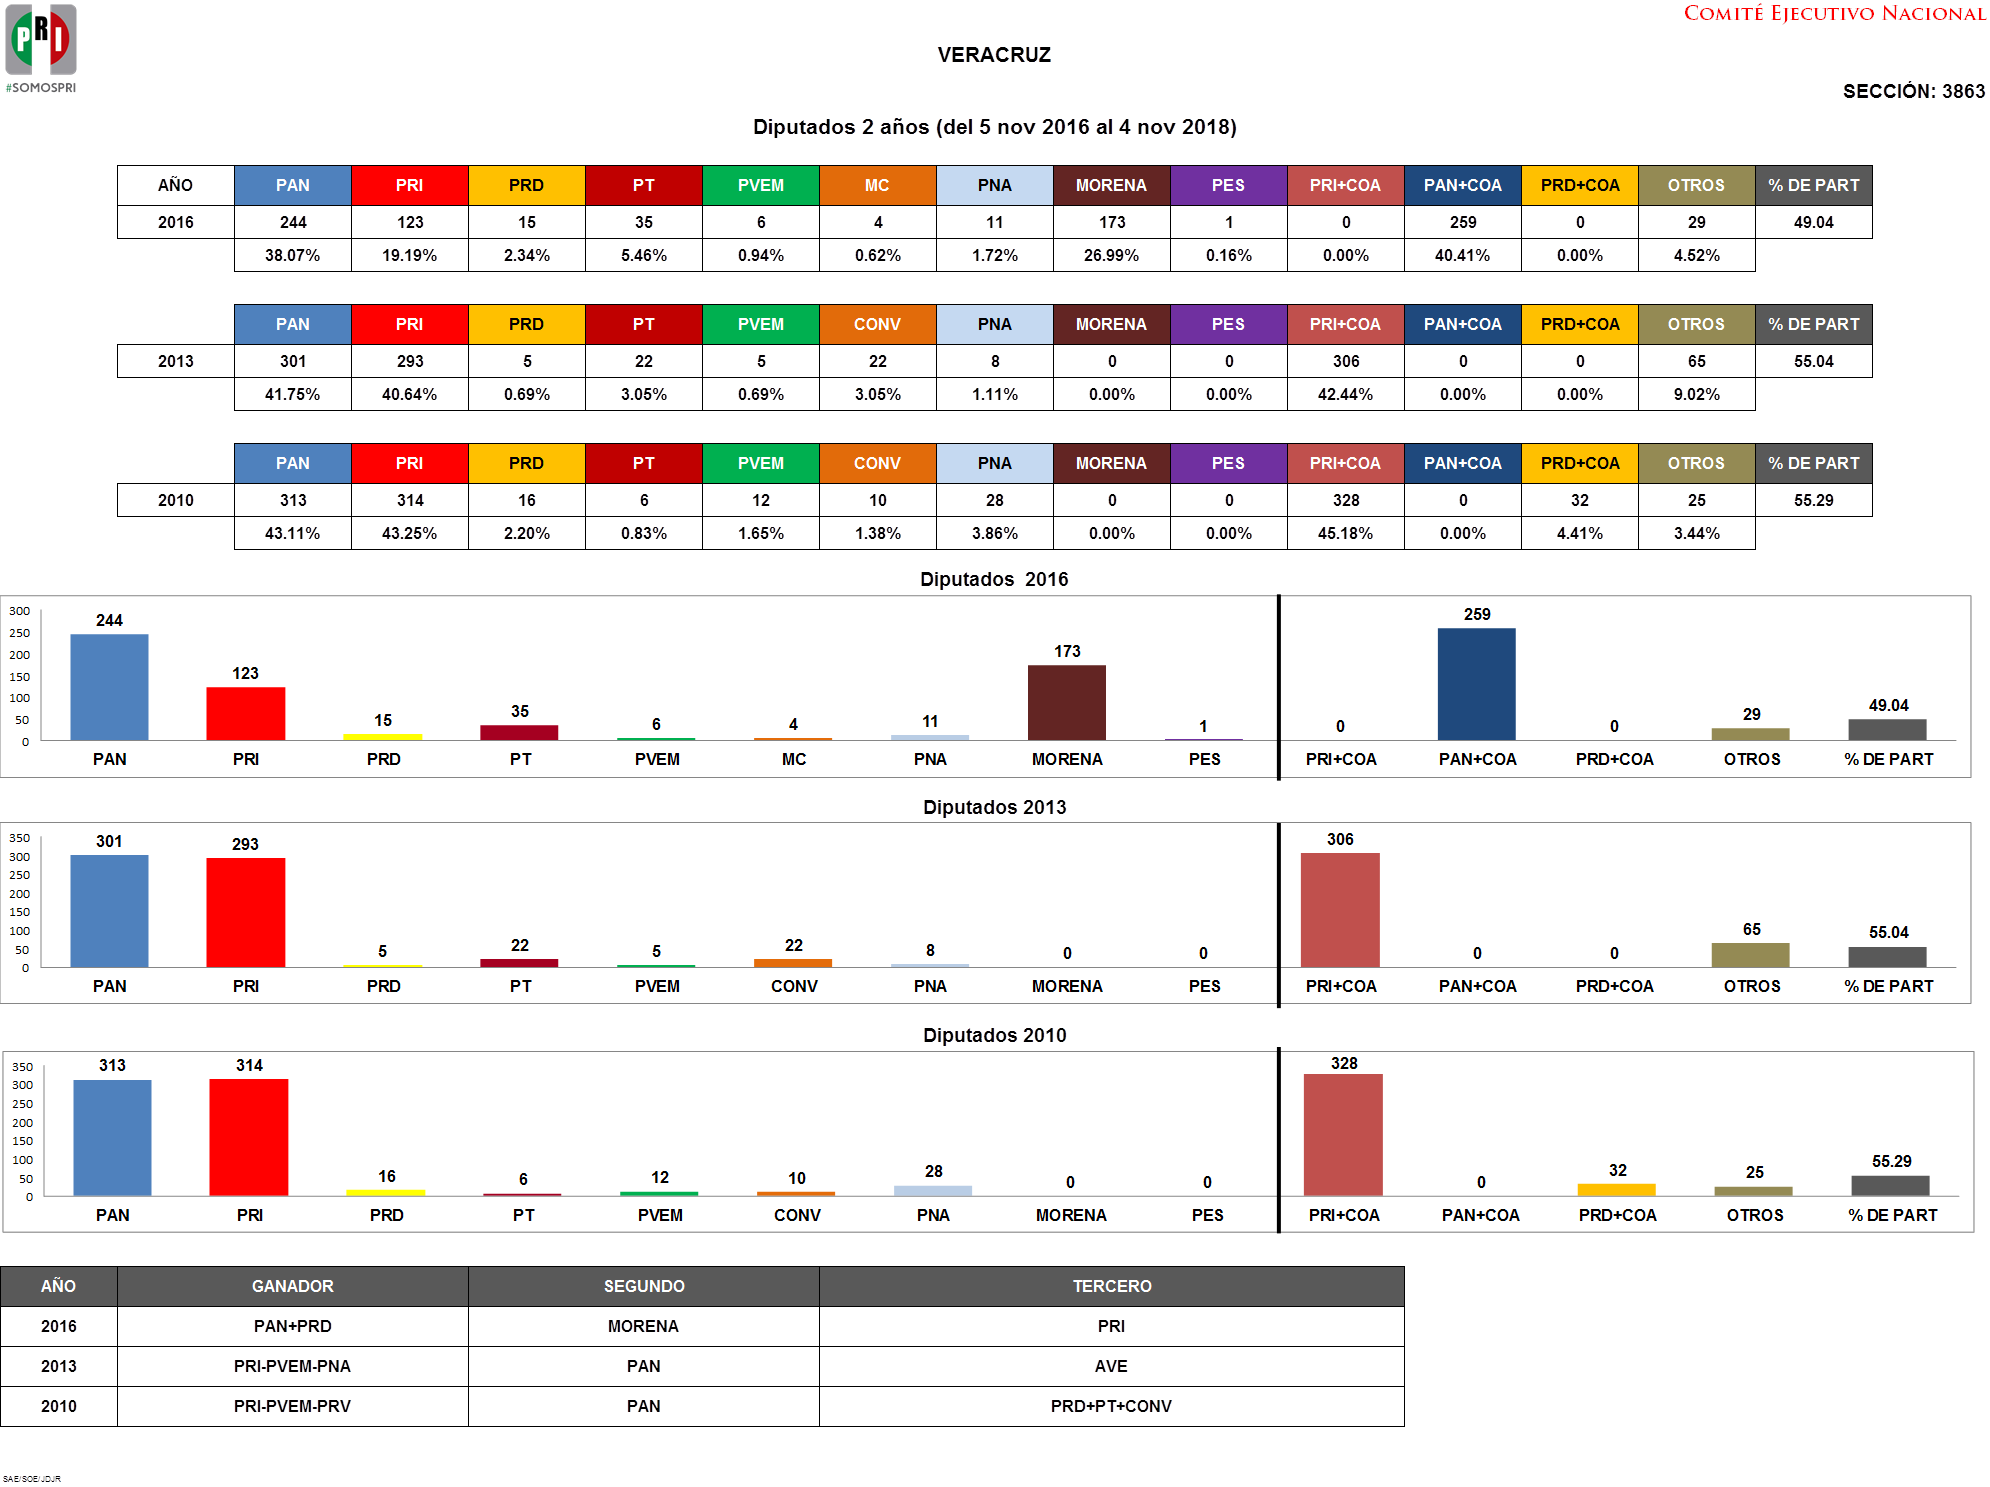 PRI
#SOMOSPRI
COMITÉ EJECUTIVO NACIONAL
VERACRUZ
SECCIÓN: 3863
Diputados 2 años (del 5 nov 2016 al 4 nov 2018)
AÑO PAN PRI PRD PT PVEM MC PNA MORENA PES PRI+COA PAN+COA PRD+COA OTROS % DE PART
2016 244 123 15 35 6 4 11 173 1 0 259 0 29 49.04
38.07% 19.19% 2.34% 5.46% 0.94% 0.62% 1.72% 26.99% 0.16% 0.00% 40.41% 0.00% 4.52%
PAN PRI PRD PT PVEM CONV PNA MORENA PES PRI+COA PAN+COA PRD+COA OTROS % DE PART
2013 301 293 5 22 5 22 8 0 0 306 0 0 65 55.04
41.75% 40.64% 0.69% 3.05% 0.69% 3.05% 1.11% 0.00% 0.00% 42.44% 0.00% 0.00% 9.02%
PAN PRI PRD PT PVEM CONV PNA MORENA PES PRI+COA PAN+COA PRD+COA OTROS % DE PART
2010 313 314 16 6 12 10 28 0 0 328 0 32 25 55.29
43.11% 43.25% 2.20% 0.83% 1.65% 1.38% 3.86% 0.00% 0.00% 45.18% 0.00% 4.41% 3.44%
Diputados 2016
300
250
200
150
100
50
0
244 123 15 35 6 4 11 173 1 0 259 0 29 49.04
PAN PRI PRD PT PVEM MC PNA MORENA PES PRI+COA PAN+COA PRD+COA OTROS % DE PART
Diputados 2013
350
300
250
200
150
100
50
0
301 293 5 22 5 22 8 0 0 306 0 0 65 55.04
PAN PRI PRD PT PVEM CONV PNA MORENA PES PRI+COA PAN+COA PRD+COA OTROS % DE PART
Diputados 2010
350
300
250
200
150
100
50
0
313 314 16 6 12 10 28 0 0 328 0 32 25 55.29
PAN PRI PRD PT PVEM CONV PNA MORENA PES PRI+COA PAN+COA PRD+COA OTROS % DE PART
AÑO GANADOR SEGUNDO TERCERO
2016 PAN+PRD MORENA PRI
2013 PRI-PVEM-PNA PAN AVE
2010 PRI-PVEM-PRV PAN PRD+PT+CONV
SAE/SOE/JDJR